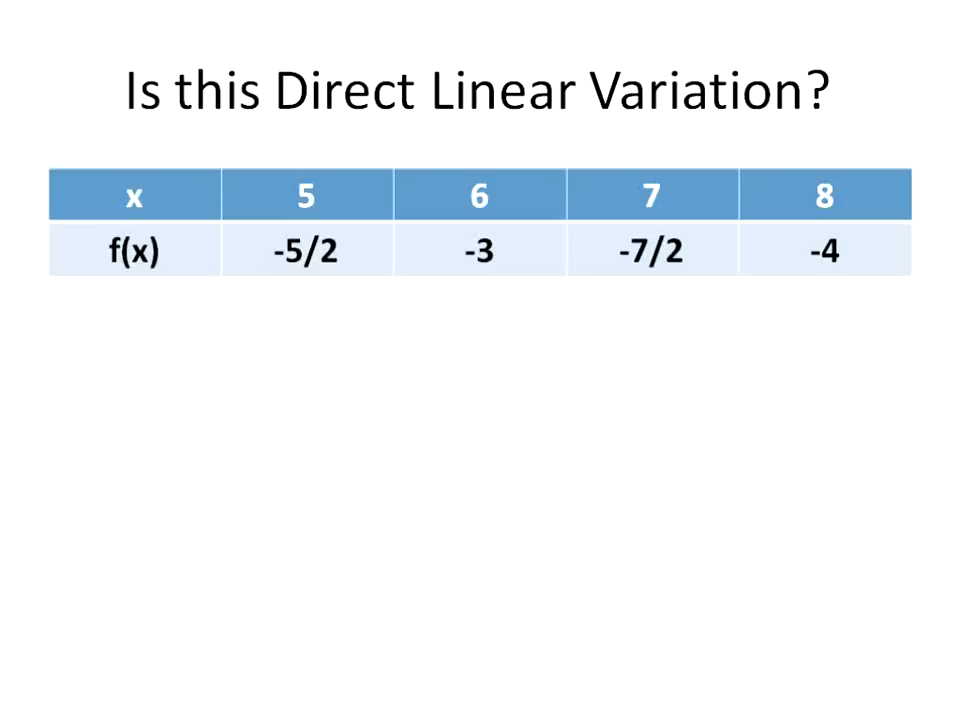 Is this Direct Linear Variation?
x 5 6 7 8
f(x) -5/2 -3 -7/2 -4